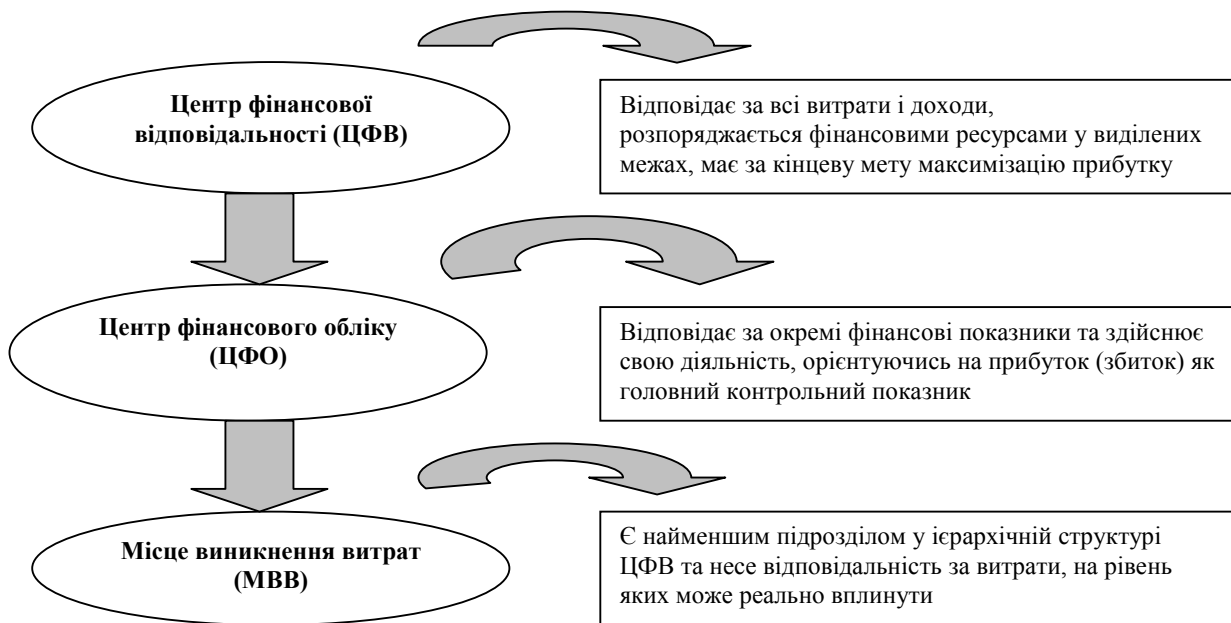 Центр фінансової
відповідальності (ЦФВ)
Відповідає за всі витрати і доходи,
розпоряджається фінансовими ресурсами у виділених
межах, має за кінцеву мету максимізацію прибутку
Центр фінансового обліку
(ЦФО)
Відповідає за окремі фінансові показники та здійснює
свою діяльність, орієнтуючись на прибуток (збиток) як
головний контрольний показник
Місце виникнення витрат
(МВВ)
Є найменшим підрозділом у ієрархічній структурі
ЦФВ та несе відповідальність за витрати, на рівень
яких може реально вплинути